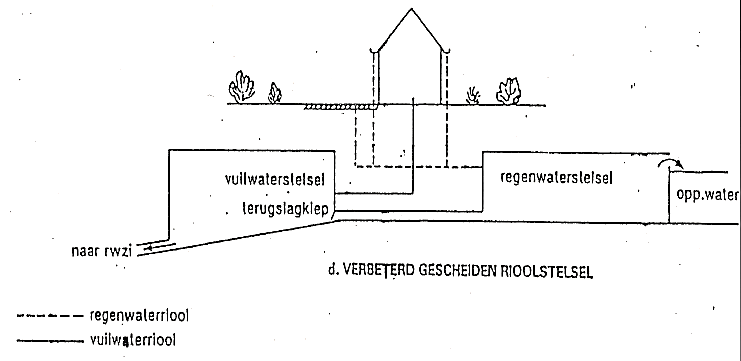 vuilwaterstelsel
regenwaterstelsel
terugslagklep
opp.water
naar rwzi
d. VERBETERD GESCHEIDEN RIOOLSTELSEL
regenwaterriool
vuilwaterriool